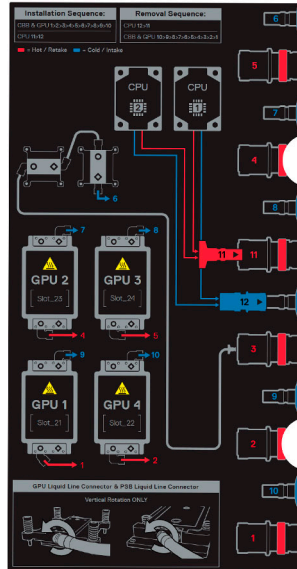 Installation Sequence:
CBB & GPU 1>2>3>4>5>6>7>8>9>10
CPU 11>12
Removal Sequence:
CPU 12>11
CBB & GPU 10>9>8>7>6>5>4>3>2>1
= Hot / Retake
= Cold / Intake
CPU
2
CPU
1
6
7
8
GPU 2
Slot_23
GPU 3
Slot_24
4
5
9
10
GPU 1
Slot_21
GPU 4
Slot_22
1
2
11
12
6
5
7
4
8
11
3
9
2
10
1
GPU Liquid Line Connector & PSB Liquid Line Connector
Vertical Rotation ONLY